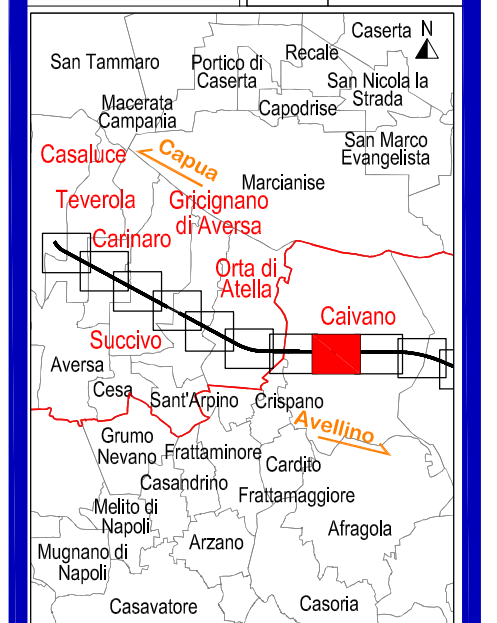 Caserta
N
Recale
San Tammaro
Portico di
Caserta
San Nicola la
Strada
Macerata
Campania
Capodrise
San Marco
Evangelista
Casaluce
Capua
Marcianise
Teverola
Gricignano
di Aversa
Carinaro
Orta di
Atella
Caivano
Succivo
Aversa
Cesa
Sant'Arpino
Crispano
Avellino
Grumo
Nevano
Frattaminore
Cardito
Casandrino
Frattamaggiore
Melito di
Napoli
Afragola
Arzano
Mugnano di
Napoli
Casavatore
Casoria